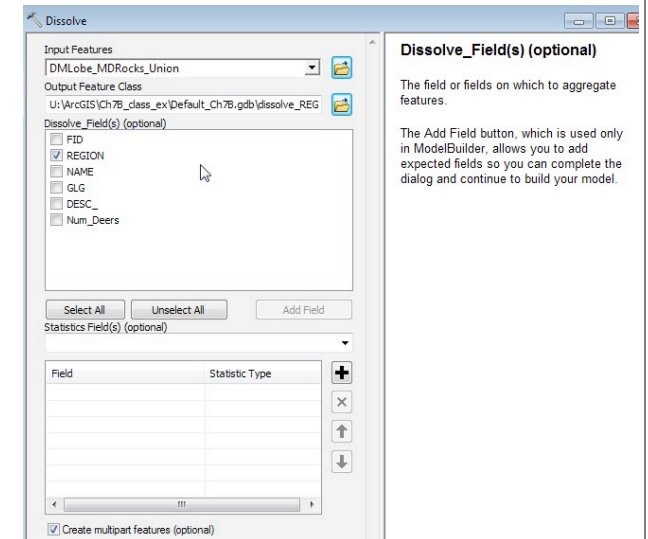 Dissolve
Input Features
DMLobe_MDRocks_Union
Output Feature Class
U:\ArcGIS\Ch7B_class_ex\Default_Ch7B.gdb\dissolve_REG
Dissolve_Field(s) (optional)
FID
REGION
NAME
GLG
DESC_
Num_Deers
Select All Unselect All Add Field
Statistics Field(s) (optional)
Field Statistic Type
Create multipart features (optional)
Dissolve_Field(s) (optional)
The field or fields on which to aggregate
features.
The Add Field button, which is used only
in ModelBuilder, allows you to add
expected fields so you can complete the
dialog and continue to build your model.